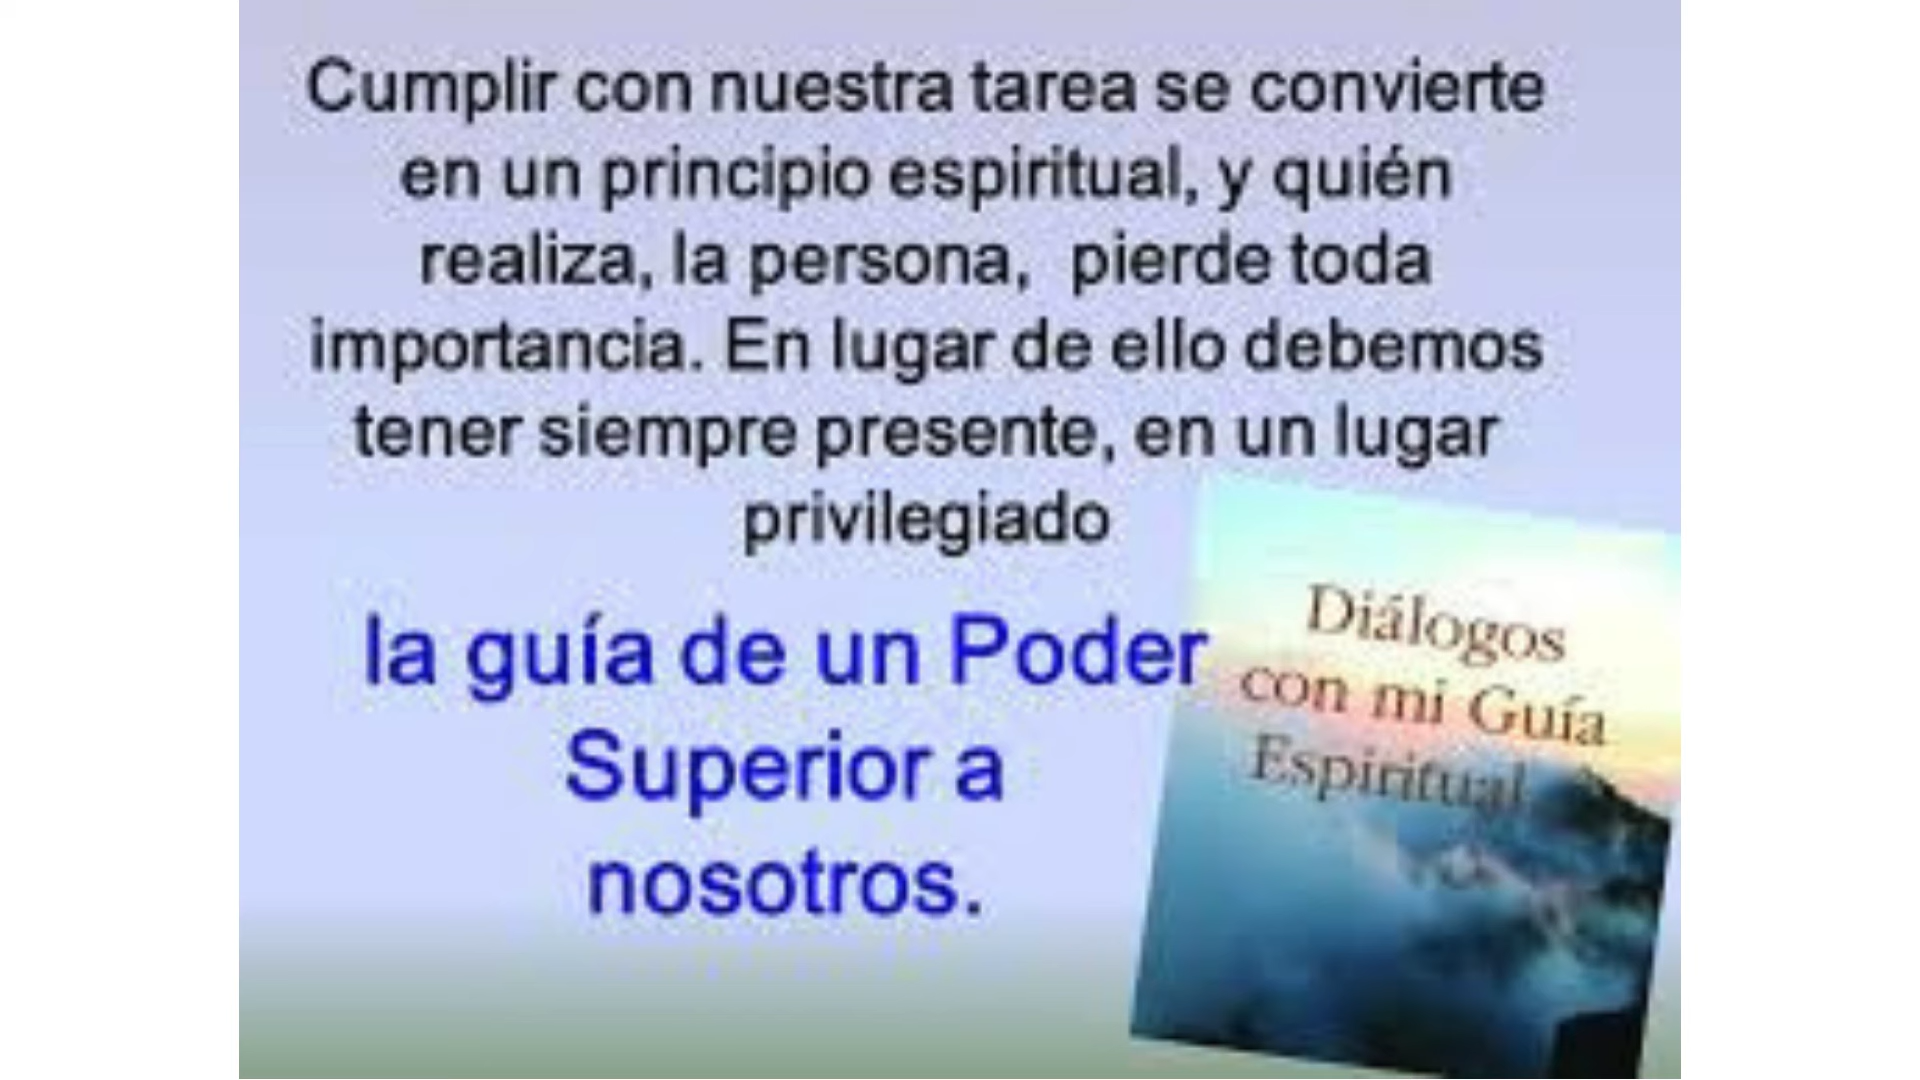 Cumplir con nuestra tarea se convierte
en un principio espiritual, y quién
realiza, la persona, pierde toda
importancia. En lugar de ello debemos
tener siempre presente, en un lugar
privilegiado
la guía de un Poder
Superior a
nosotros.
Diálogos
con mi Guía
Espiritual